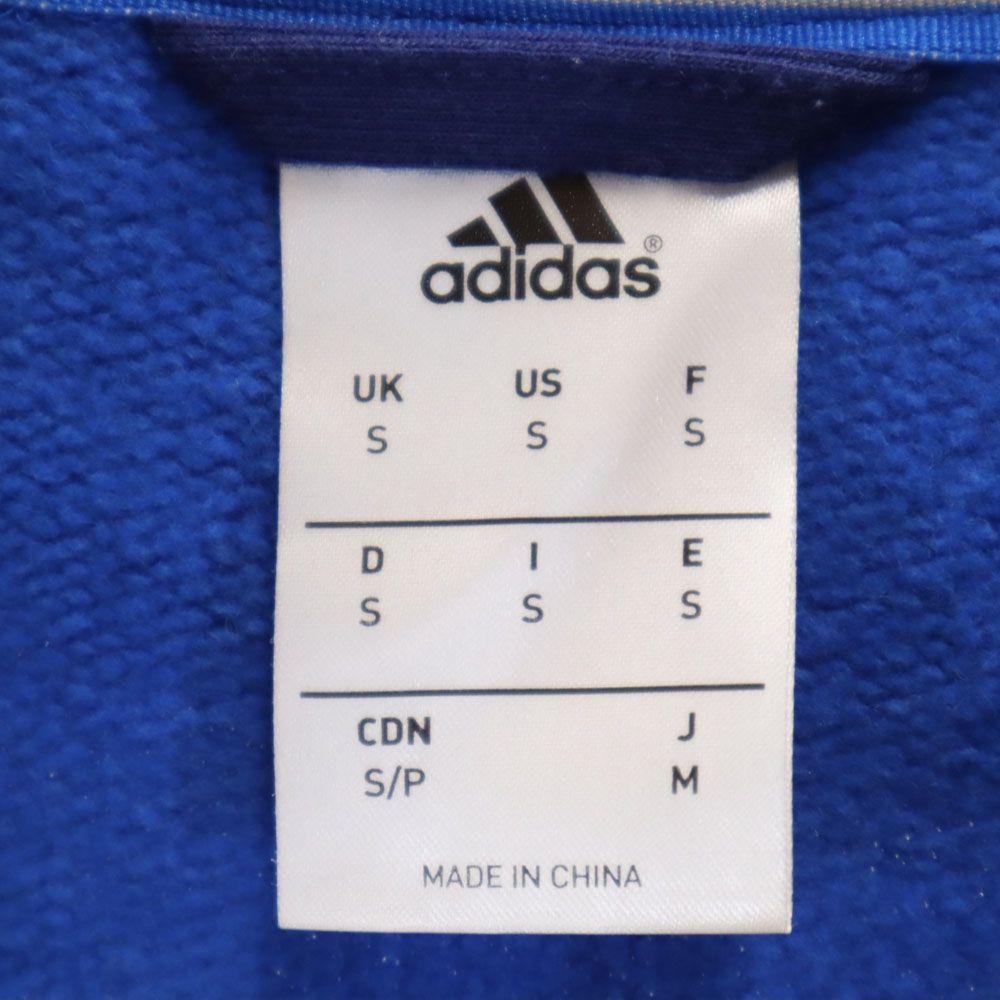 adidas®
UK US F
S S S
D I E
S S S
CDN J
S/P M
MADE IN CHINA